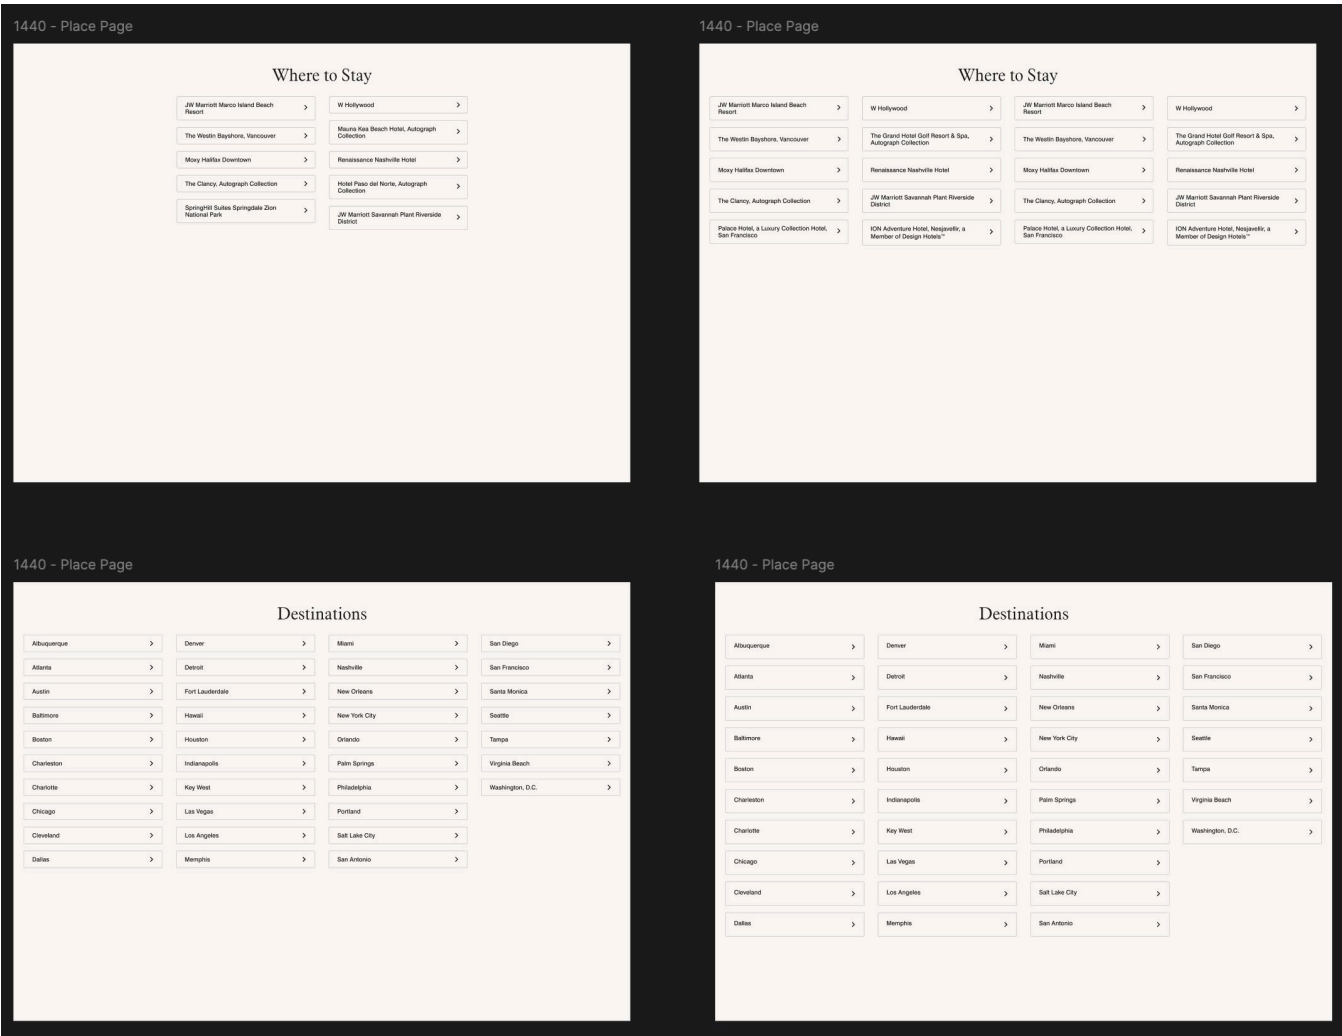 1440 - Place Page
Where to Stay
JW Marriott Marco Island Beach
Resort
The Westin Bayshore, Vancouver
Moxy Halifax Downtown
The Clancy, Autograph Collection
SpringHill Suites Springdale Zion
National Park
W Hollywood
Mauna Kea Beach Hotel, Autograph
Collection
Renaissance Nashville Hotel
Hotel Paso del Norte, Autograph
Collection
JW Marriott Savannah Plant Riverside
District
1440 - Place Page
Where to Stay
JW Marriott Marco Island Beach
Resort
The Westin Bayshore, Vancouver
Moxy Halifax Downtown
The Clancy, Autograph Collection
Palace Hotel, a Luxury Collection Hotel,
San Francisco
W Hollywood
The Grand Hotel Golf Resort & Spa,
Autograph Collection
Renaissance Nashville Hotel
JW Marriott Savannah Plant Riverside
District
ION Adventure Hotel, Nesjavellir, a
Member of Design Hotels™
JW Marriott Marco Island Beach
Resort
The Westin Bayshore, Vancouver
Moxy Halifax Downtown
The Clancy, Autograph Collection
Palace Hotel, a Luxury Collection Hotel,
San Francisco
W Hollywood
The Grand Hotel Golf Resort & Spa,
Autograph Collection
Renaissance Nashville Hotel
JW Marriott Savannah Plant Riverside
District
ION Adventure Hotel, Nesjavellir, a
Member of Design Hotels™
1440 - Place Page
Destinations
Albuquerque
Atlanta
Austin
Baltimore
Boston
Charleston
Charlotte
Chicago
Cleveland
Dallas
Denver
Detroit
Fort Lauderdale
Hawaii
Houston
Indianapolis
Key West
Las Vegas
Los Angeles
Memphis
Miami
Nashville
New Orleans
New York City
Orlando
Palm Springs
Philadelphia
Portland
Salt Lake City
San Antonio
San Diego
San Francisco
Santa Monica
Seattle
Tampa
Virginia Beach
Washington, D.C.
1440 - Place Page
Destinations
Albuquerque
Atlanta
Austin
Baltimore
Boston
Charleston
Charlotte
Chicago
Cleveland
Dallas
Denver
Detroit
Fort Lauderdale
Hawaii
Houston
Indianapolis
Key West
Las Vegas
Los Angeles
Memphis
Miami
Nashville
New Orleans
New York City
Orlando
Palm Springs
Philadelphia
Portland
Salt Lake City
San Antonio
San Diego
San Francisco
Santa Monica
Seattle
Tampa
Virginia Beach
Washington, D.C.